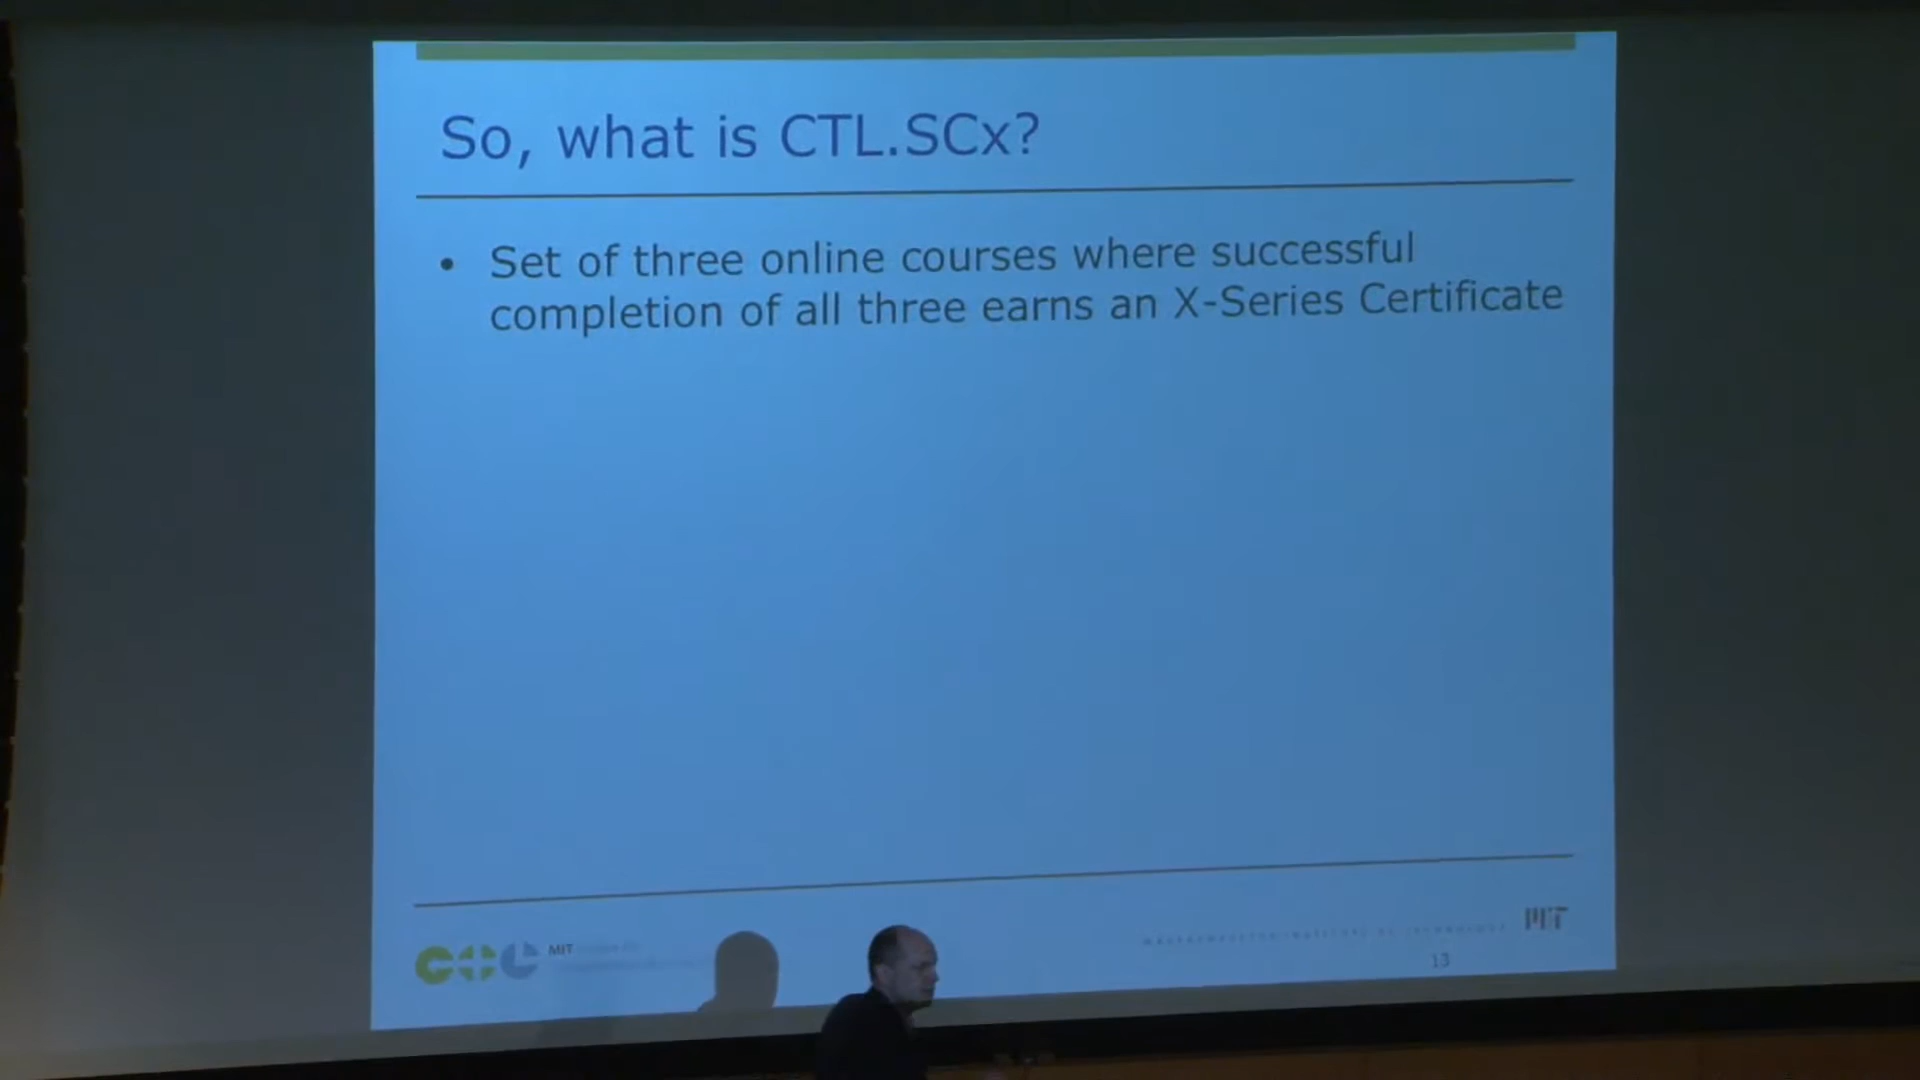 So, what is CTL.SCx?
• Set of three online courses where successful
completion of all three earns an X-Series Certificate
MIT
MIT
13